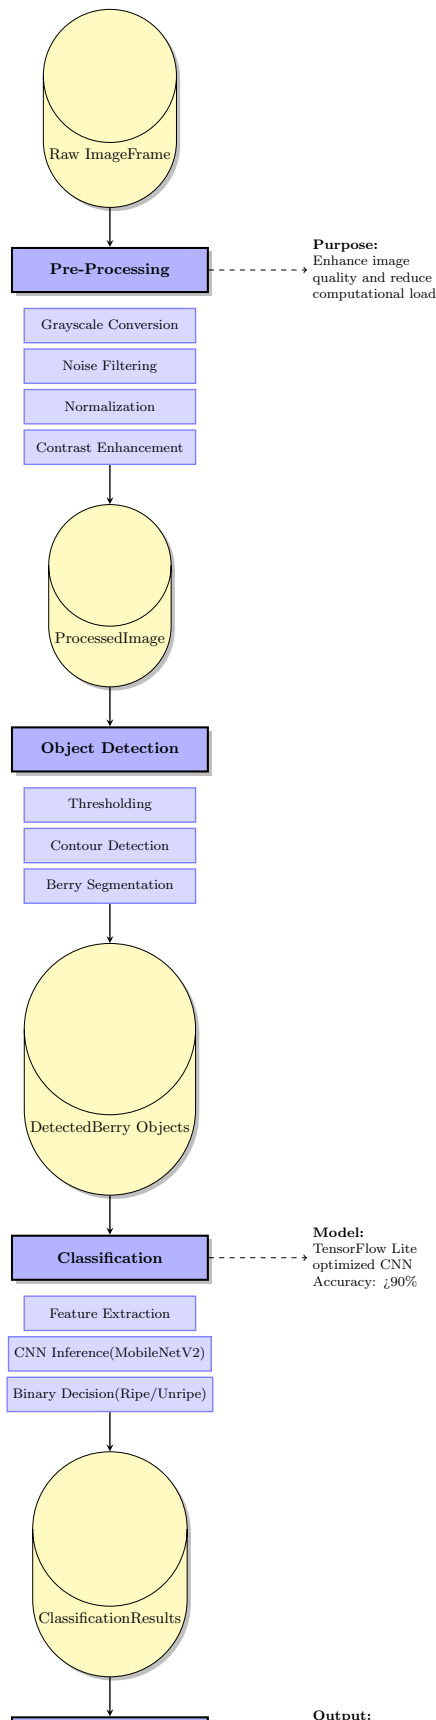 Raw ImageFrame
Pre-Processing
Purpose:
Enhance image
quality and reduce
computational load
Grayscale Conversion
Noise Filtering
Normalization
Contrast Enhancement
ProcessedImage
Object Detection
Thresholding
Contour Detection
Berry Segmentation
DetectedBerry Objects
Classification
Model:
TensorFlow Lite
optimized CNN
Accuracy: ¿90%
Feature Extraction
CNN Inference(MobileNetV2)
Binary Decision(Ripe/Unripe)
ClassificationResults
Output: